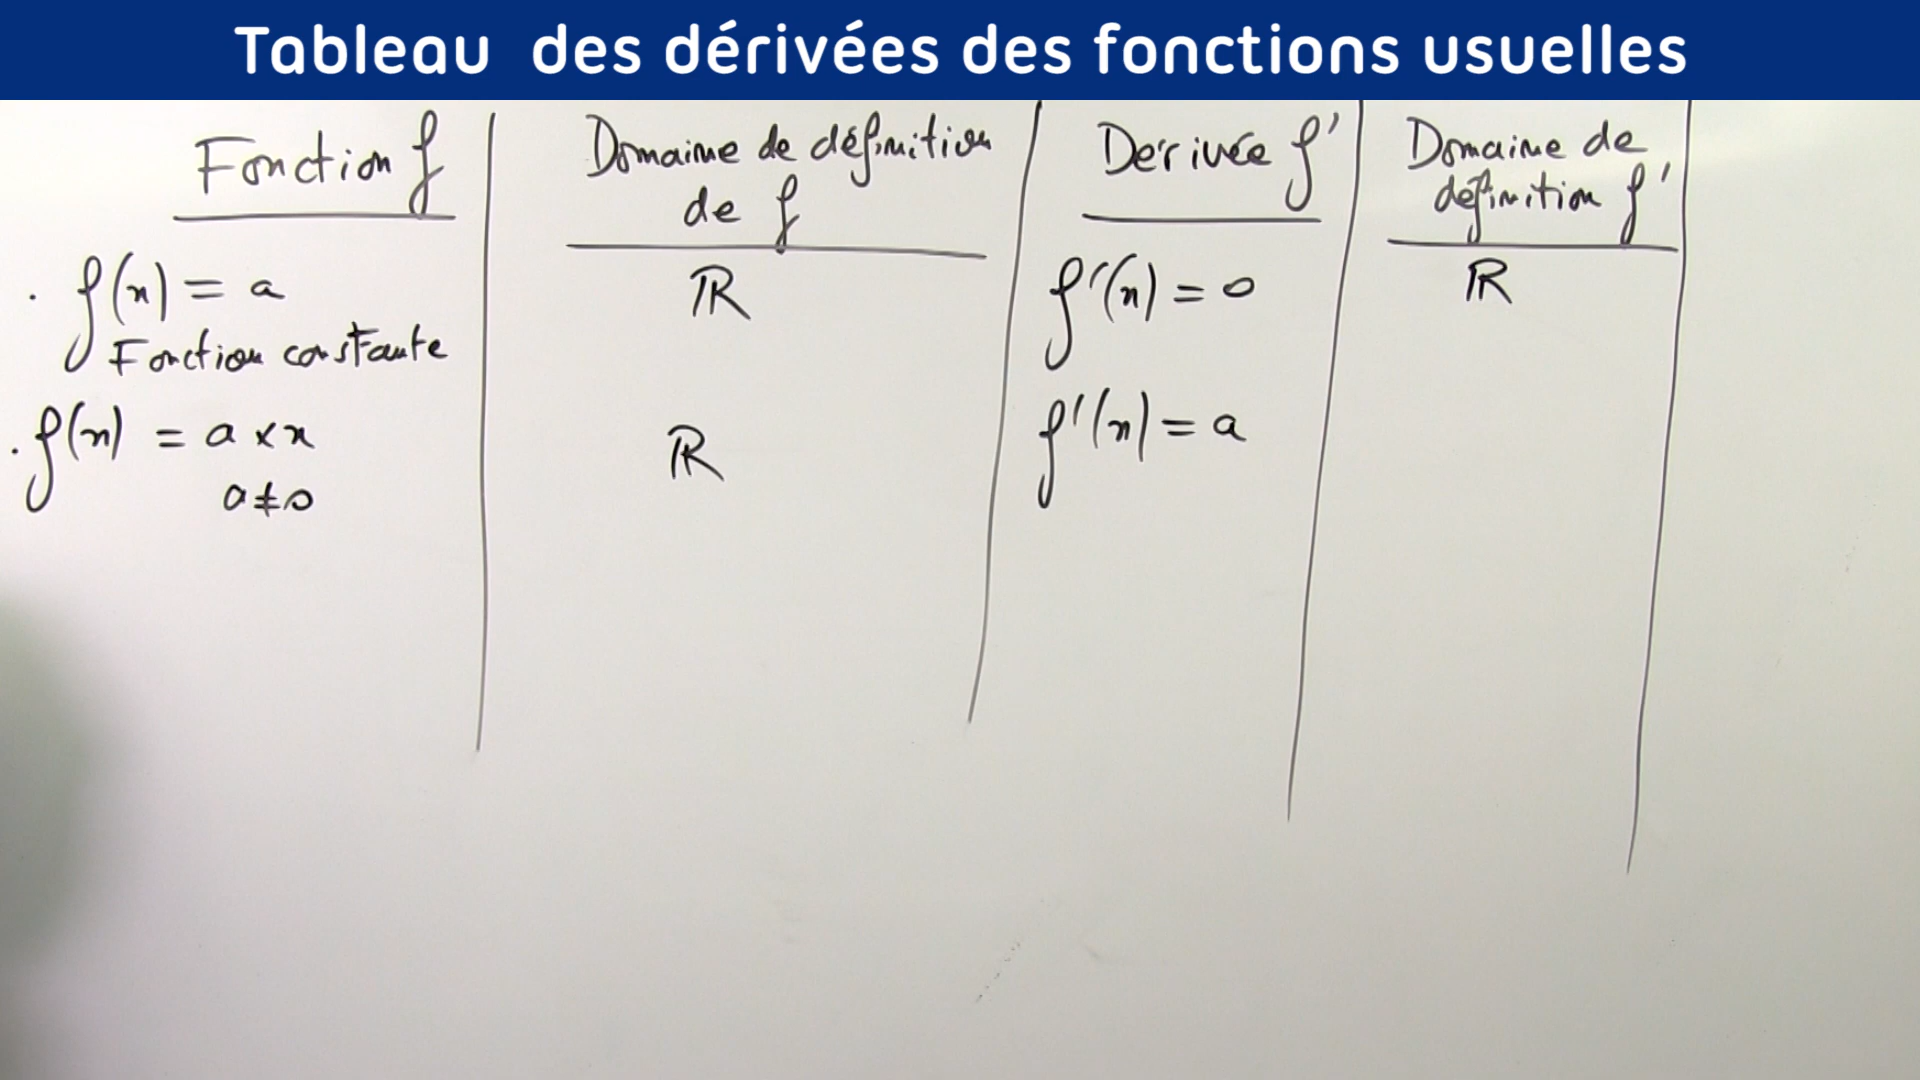 Tableau des dérivées des fonctions usuelles
Fonction f
Domaine de définition
de f
Dérivée f'
Domaine de
définition f'
. f(x) = a
Fonction constante
ℝ
f'(x) = 0
ℝ
. f(x) = a × x
a ≠ 0
ℝ
f'(x) = a